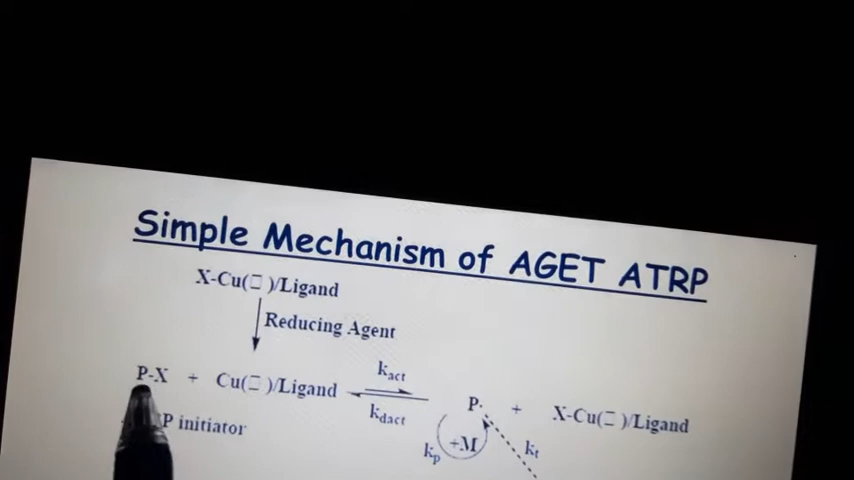 Simple Mechanism of AGET ATRP
X-Cu(□)/Ligand
Reducing Agent
P-X + Cu(□)/Ligand
kact
kdact
P· + X-Cu(□)/Ligand
P initiator
kp
+M
kt